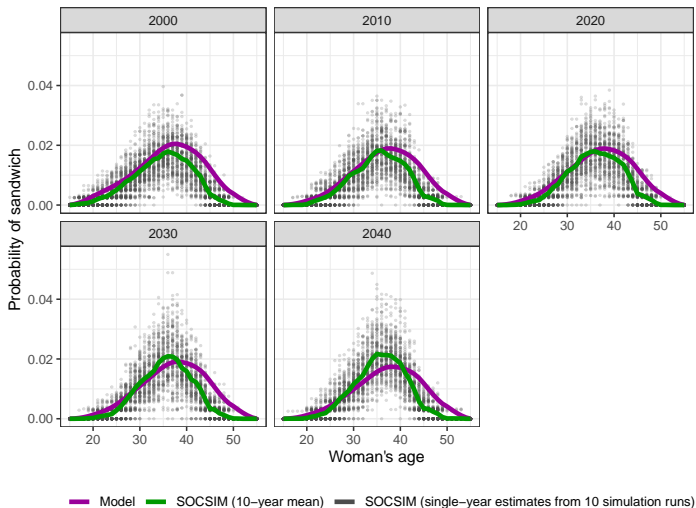 2000 2010 2020
0.04
0.02
0.00
20 30 40 50
2030 2040
0.04
0.02
0.00
20 30 40 50 20 30 40 50
Probability of sandwich
Woman's age
Model SOCSIM (10−year mean) SOCSIM (single−year estimates from 10 simulation runs)